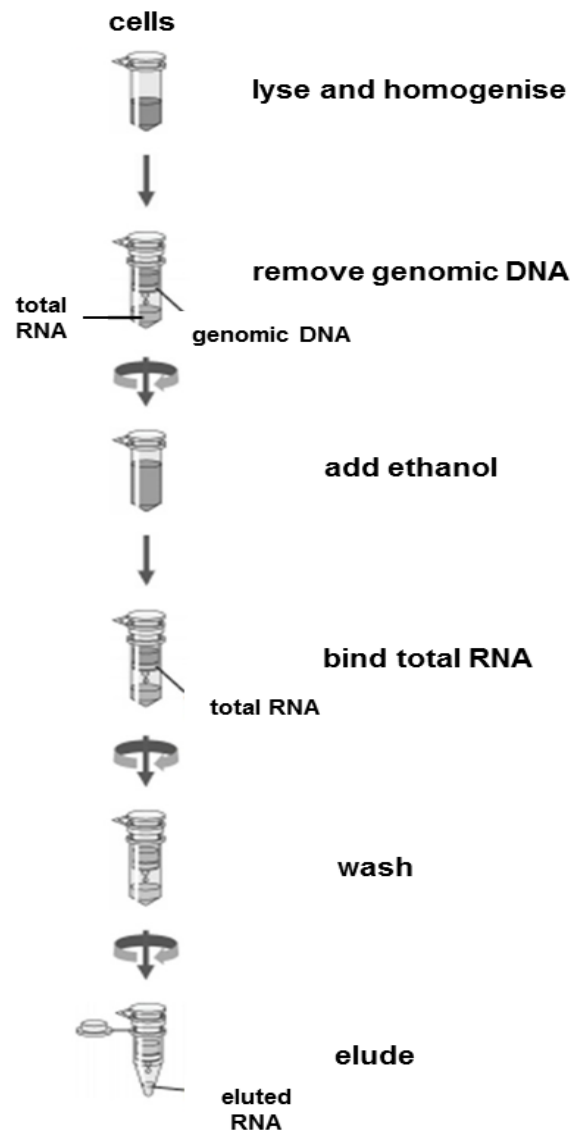 cells
lyse and homogenise
remove genomic DNA
total
RNA
genomic DNA
add ethanol
bind total RNA
total RNA
wash
elude
eluted
RNA